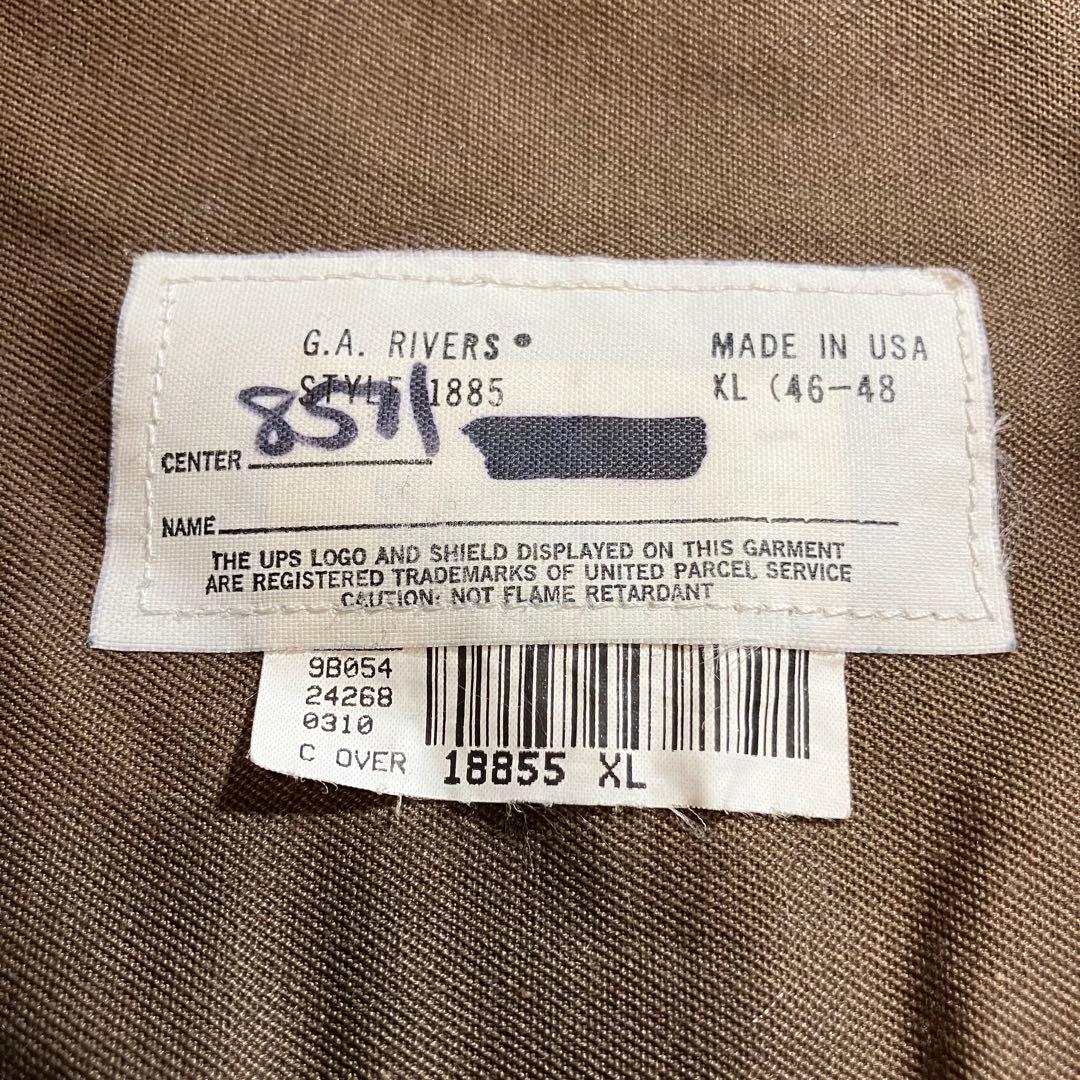 G.A. RIVERS® MADE IN USA
STYLE 1885 XL (46-48
CENTER 8571
NAME
THE UPS LOGO AND SHIELD DISPLAYED ON THIS GARMENT
ARE REGISTERED TRADEMARKS OF UNITED PARCEL SERVICE
CAUTION: NOT FLAME RETARDANT
9B054
24268
0310
C OVER 18855 XL